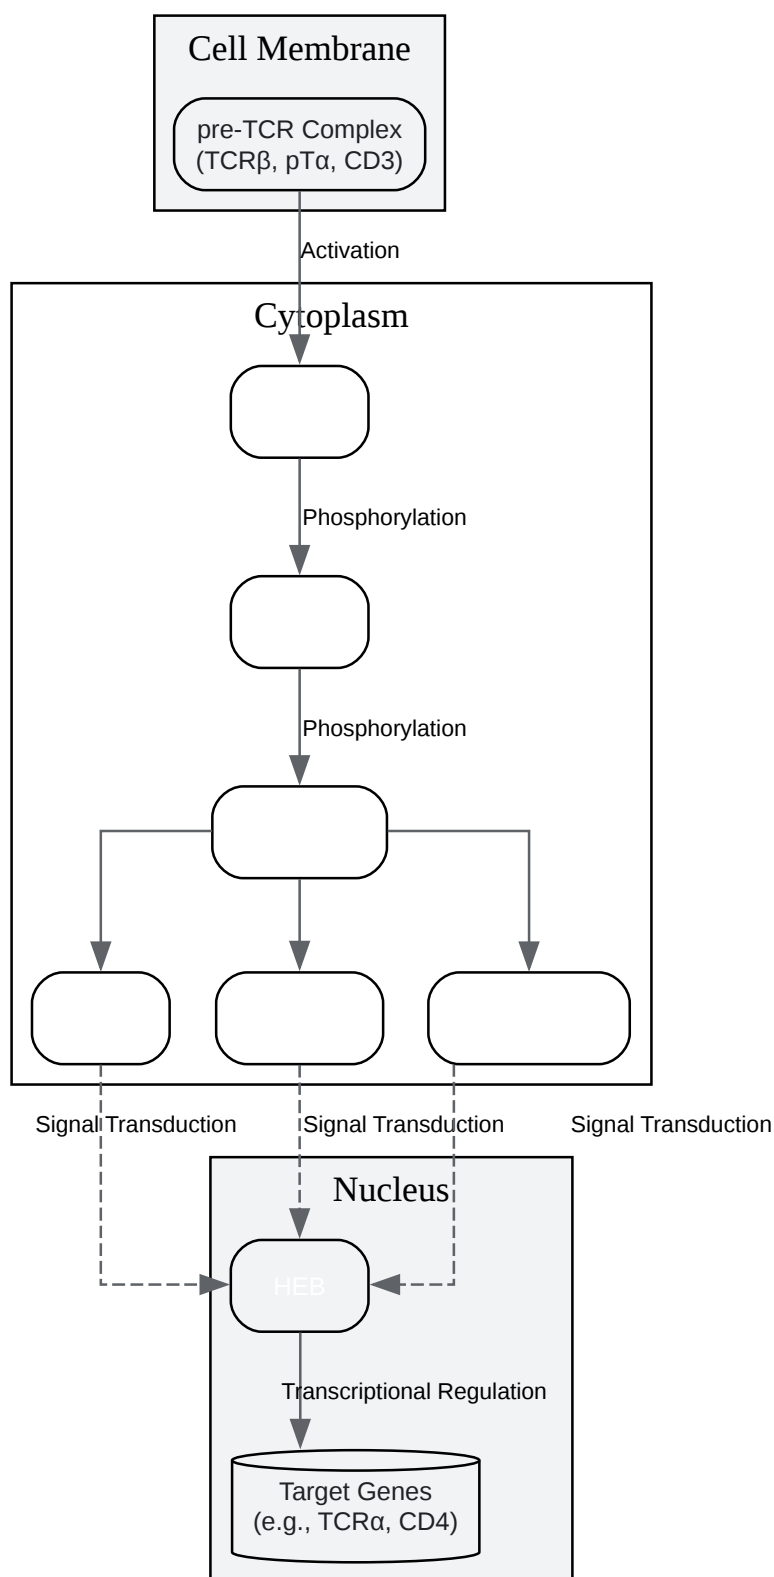 Cell Membrane
pre-TCR Complex
(TCRβ, pTα, CD3)
Activation
Cytoplasm
Phosphorylation
Phosphorylation
Signal Transduction
Signal Transduction
Signal Transduction
Nucleus
HEB
Transcriptional Regulation
Target Genes
(e.g., TCRα, CD4)